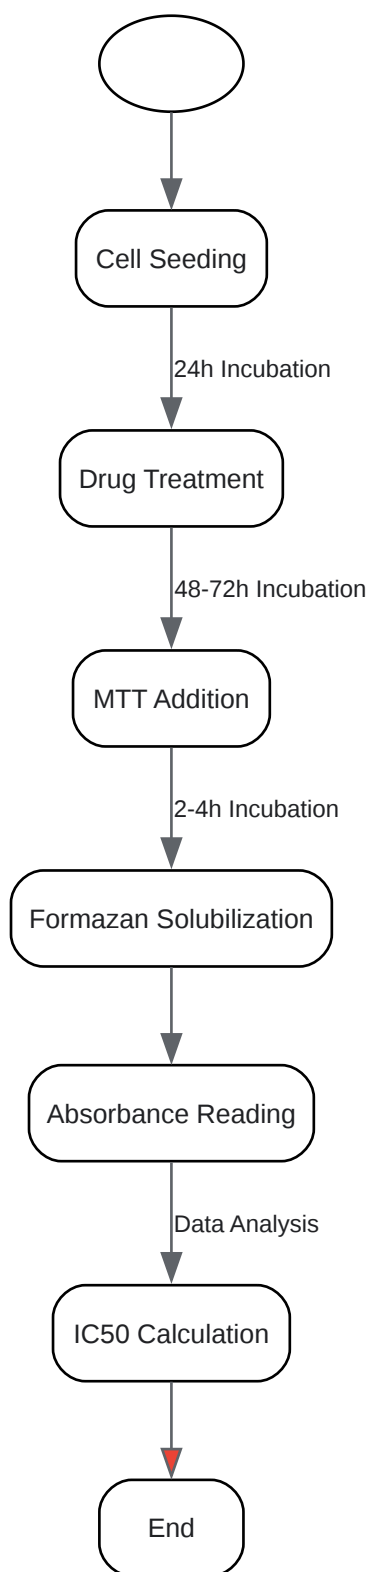 Cell Seeding
24h Incubation
Drug Treatment
48-72h Incubation
MTT Addition
2-4h Incubation
Formazan Solubilization
Absorbance Reading
Data Analysis
IC50 Calculation
End